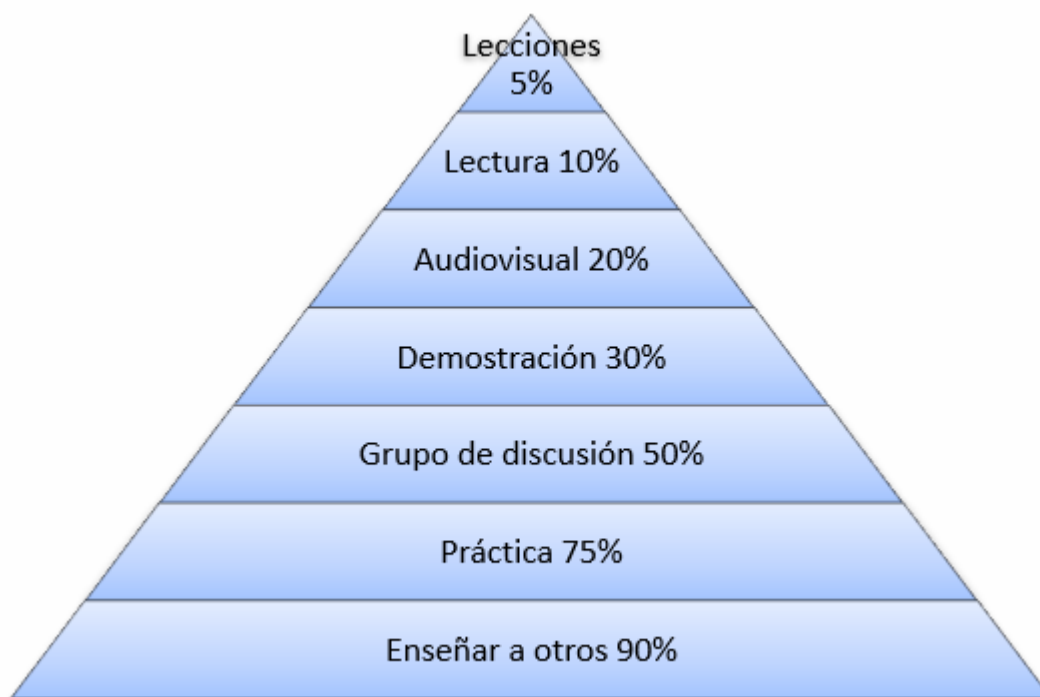 Lecciones
5%
Lectura 10%
Audiovisual 20%
Demostración 30%
Grupo de discusión 50%
Práctica 75%
Enseñar a otros 90%